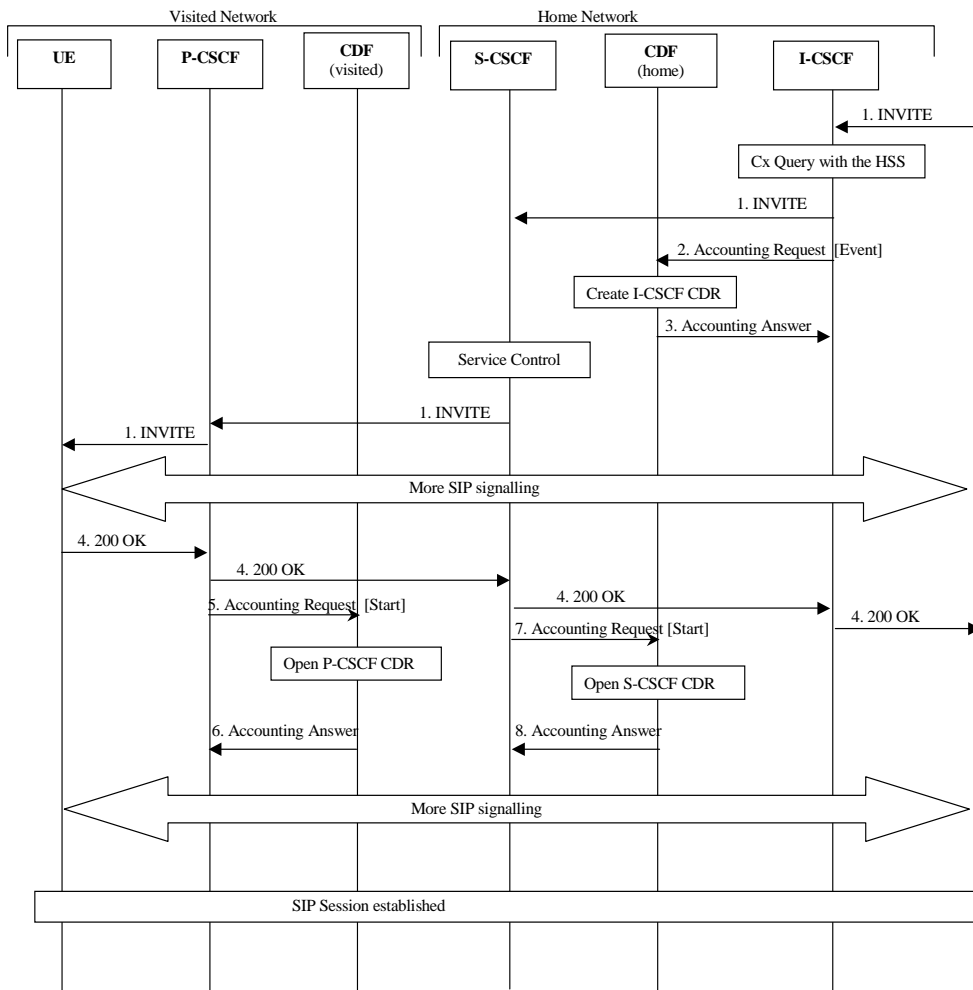 Visited Network
Home Network
UE
P-CSCF
CDF
(visited)
S-CSCF
CDF
(home)
I-CSCF
1. INVITE
Cx Query with the HSS
1. INVITE
2. Accounting Request [Event]
Create I-CSCF CDR
3. Accounting Answer
Service Control
1. INVITE
1. INVITE
More SIP signalling
4. 200 OK
4. 200 OK
5. Accounting Request [Start]
4. 200 OK
4. 200 OK
7. Accounting Request [Start]
Open P-CSCF CDR
Open S-CSCF CDR
6. Accounting Answer
8. Accounting Answer
More SIP signalling
SIP Session established